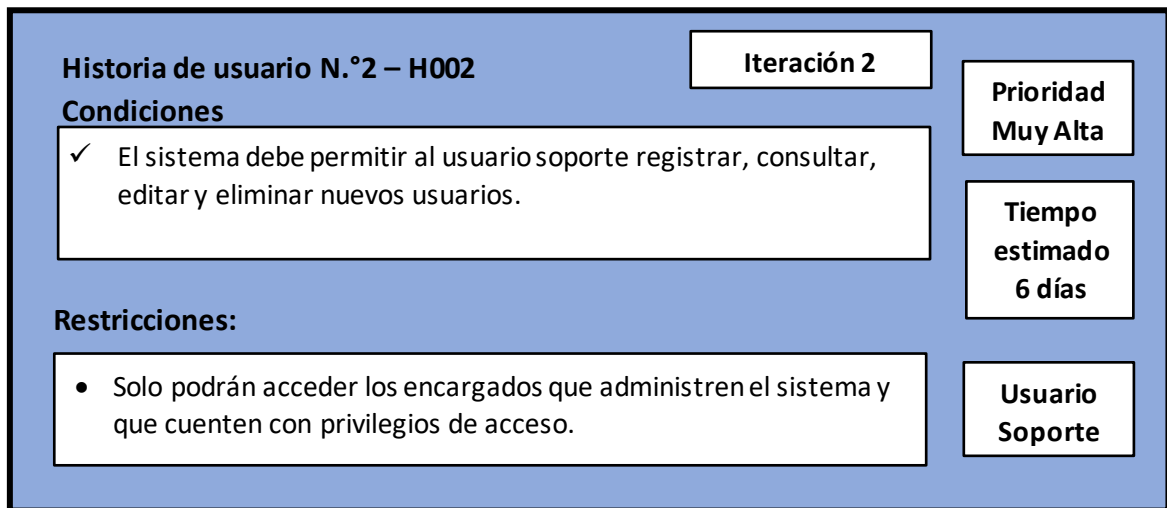 Historia de usuario N.°2 – H002
Condiciones
Iteración 2
Prioridad
Muy Alta
✓ El sistema debe permitir al usuario soporte registrar, consultar,
editar y eliminar nuevos usuarios.
Tiempo
estimado
6 días
Restricciones:
• Solo podrán acceder los encargados que administren el sistema y
que cuenten con privilegios de acceso.
Usuario
Soporte